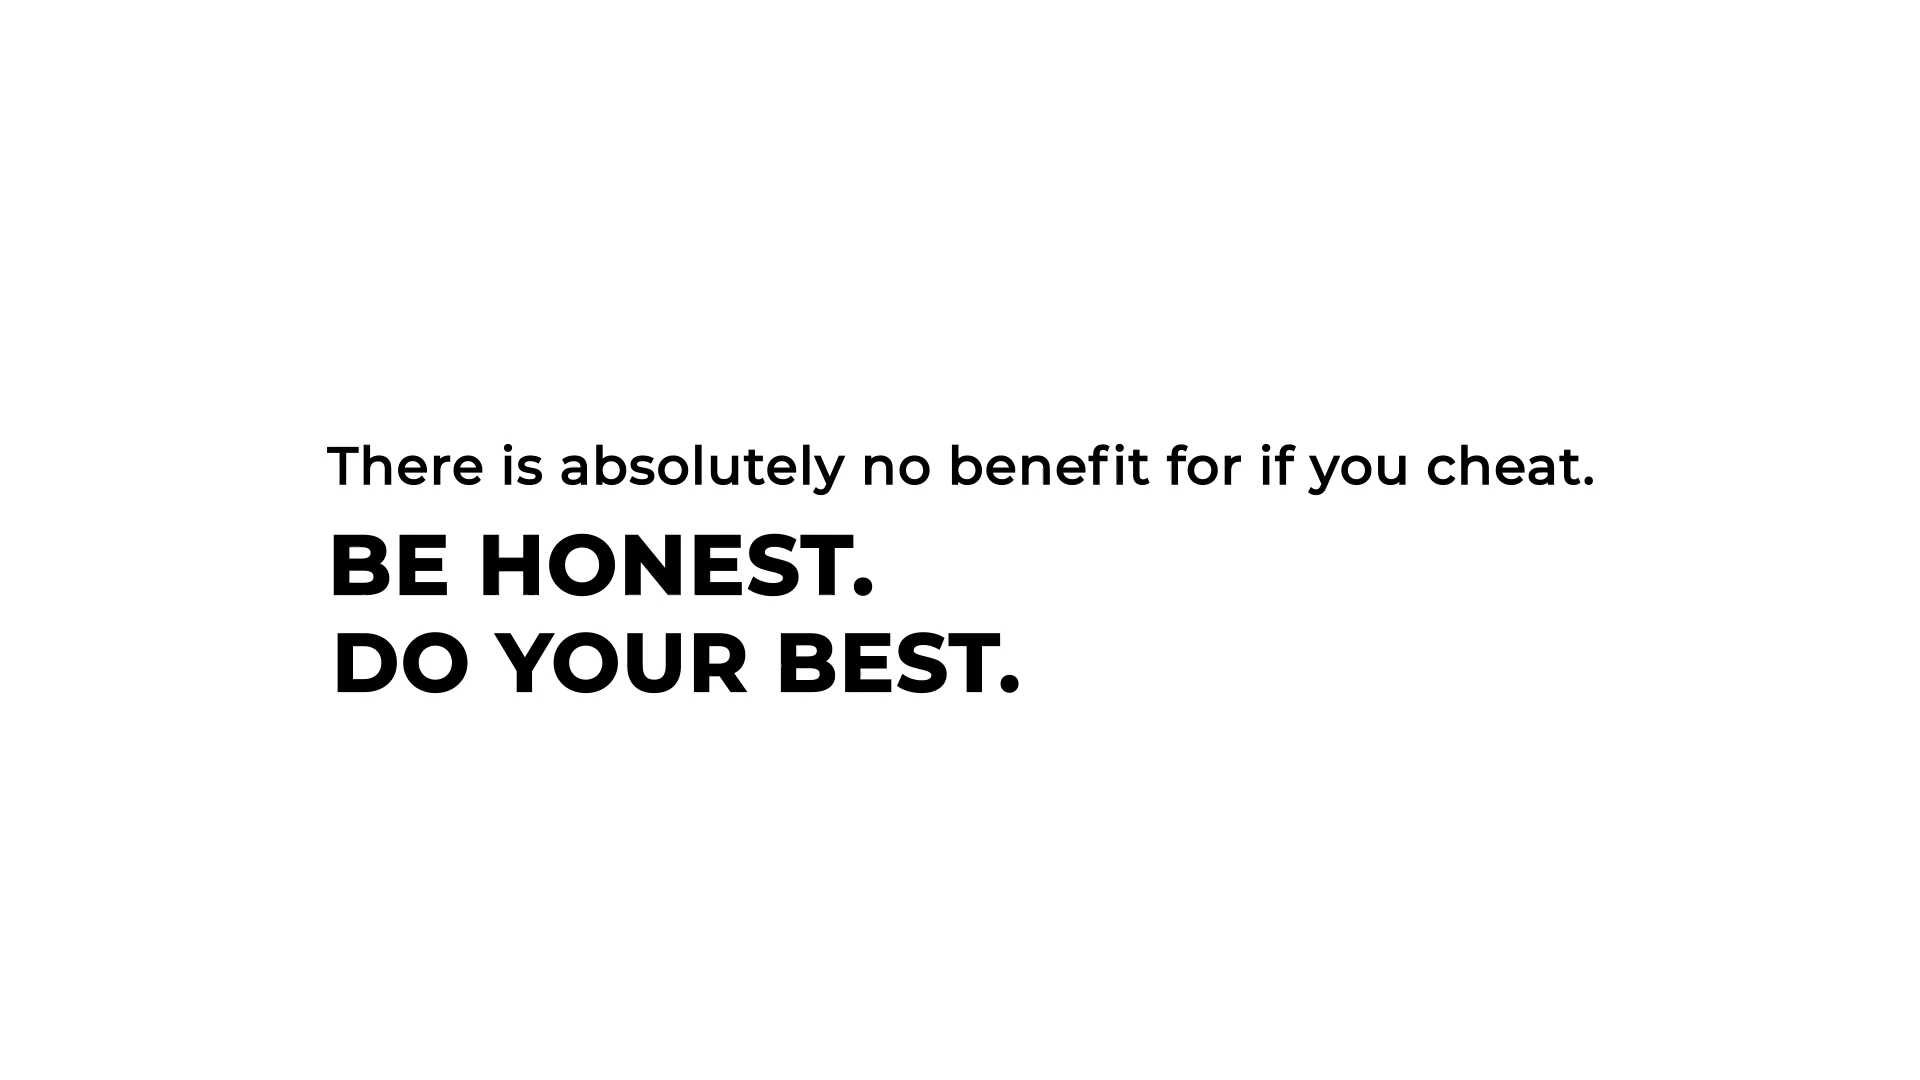 There is absolutely no benefit for if you cheat.
BE HONEST.
DO YOUR BEST.